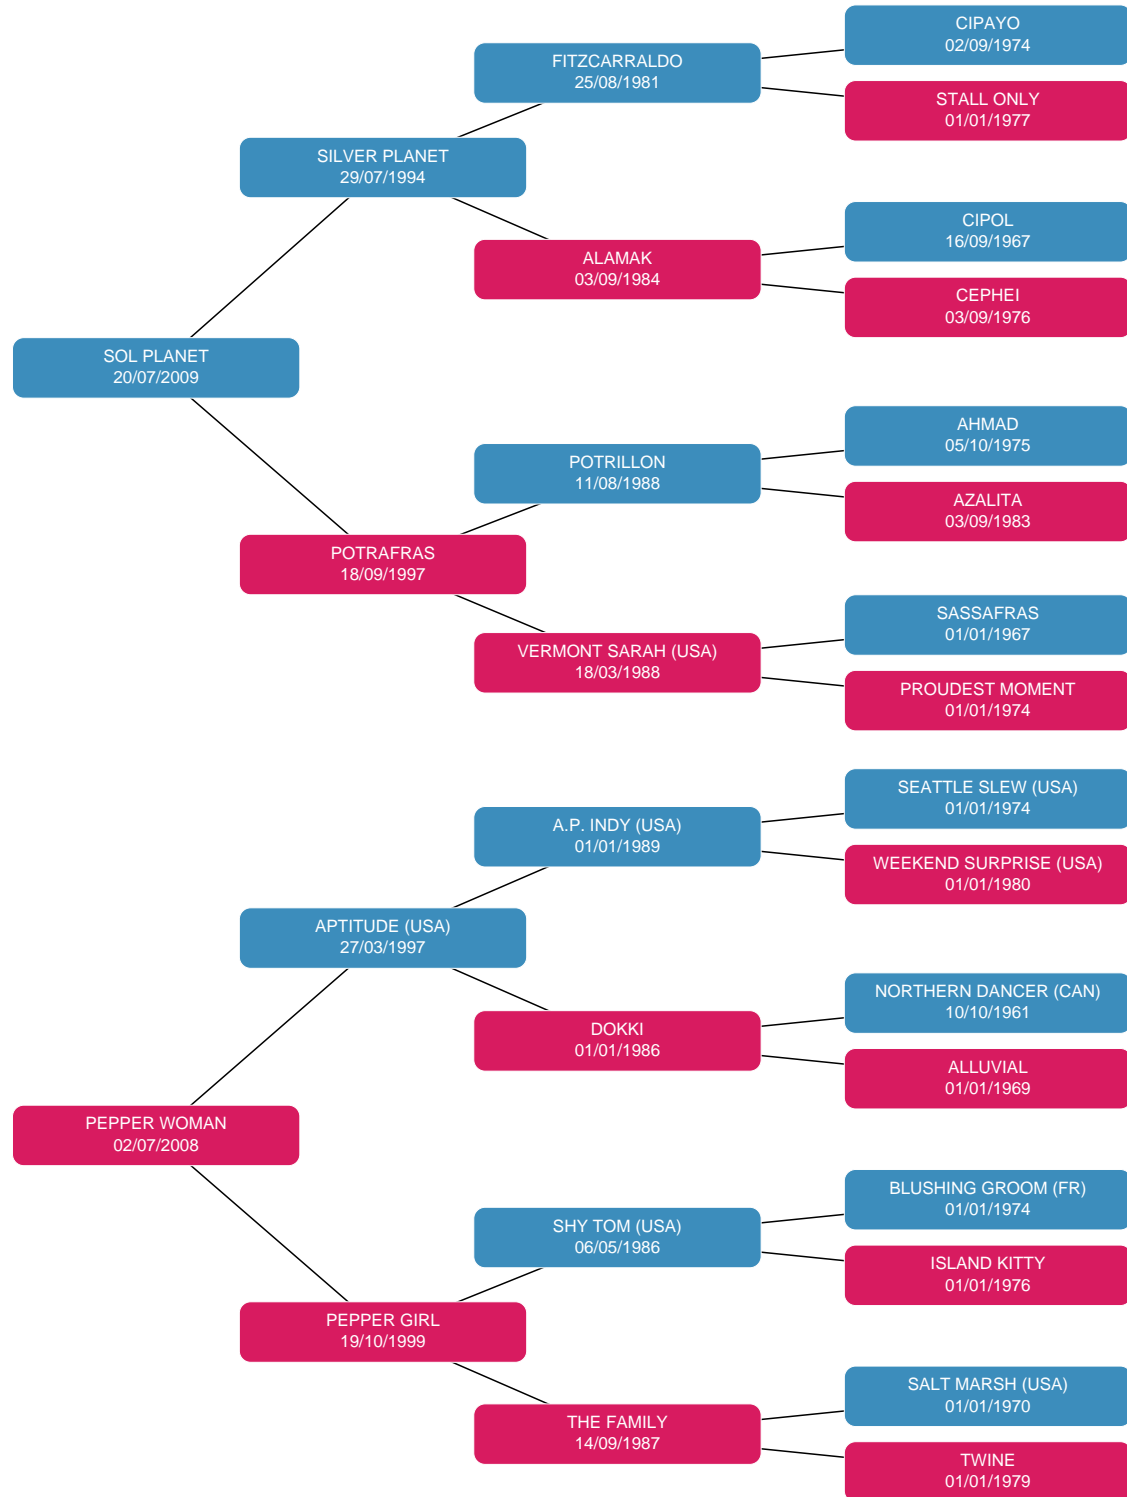 CIPAYO
02/09/1974
FITZCARRALDO
25/08/1981
STALL ONLY
01/01/1977
SILVER PLANET
29/07/1994
CIPOL
16/09/1967
ALAMAK
03/09/1984
CEPHEI
03/09/1976
SOL PLANET
20/07/2009
AHMAD
05/10/1975
POTRILLON
11/08/1988
AZALITA
03/09/1983
POTRAFRAS
18/09/1997
SASSAFRAS
01/01/1967
VERMONT SARAH (USA)
18/03/1988
PROUDEST MOMENT
01/01/1974
SEATTLE SLEW (USA)
01/01/1974
A.P. INDY (USA)
01/01/1989
WEEKEND SURPRISE (USA)
01/01/1980
APTITUDE (USA)
27/03/1997
NORTHERN DANCER (CAN)
10/10/1961
DOKKI
01/01/1986
ALLUVIAL
01/01/1969
PEPPER WOMAN
02/07/2008
BLUSHING GROOM (FR)
01/01/1974
SHY TOM (USA)
06/05/1986
ISLAND KITTY
01/01/1976
PEPPER GIRL
19/10/1999
SALT MARSH (USA)
01/01/1970
THE FAMILY
14/09/1987
TWINE
01/01/1979